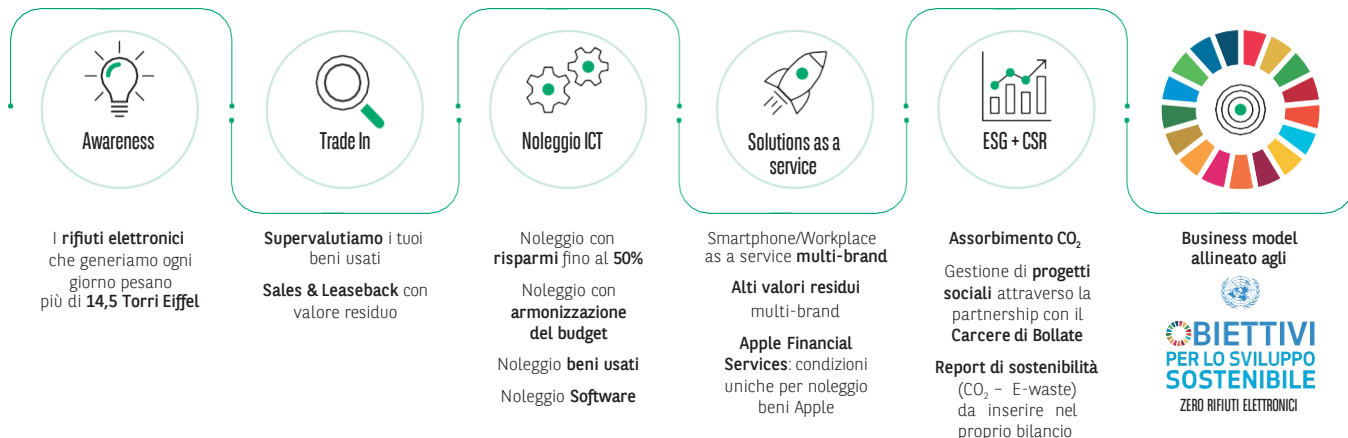 Awareness
I rifiuti elettronici
che generiamo ogni
giorno pesano
più di 14,5 Torri Eiffel
Trade In
Supervalutiamo i tuoi
beni usati
Sales & Leaseback con
valore residuo
Noleggio ICT
Noleggio con
risparmi fino al 50%
Noleggio con
armonizzazione
del budget
Noleggio beni usati
Noleggio Software
Solutions as a
service
Smartphone/Workplace
as a service multi-brand
Alti valori residui
multi-brand
Apple Financial
Services: condizioni
uniche per noleggio
beni Apple
ESG + CSR
Assorbimento CO₂
Gestione di progetti
sociali attraverso la
partnership con il
Carcere di Bollate
Report di sostenibilità
(CO₂ – E-waste)
da inserire nel
proprio bilancio
Business model
allineato agli
OBIETTIVI
PER LO SVILUPPO
SOSTENIBILE
ZERO RIFIUTI ELETTRONICI